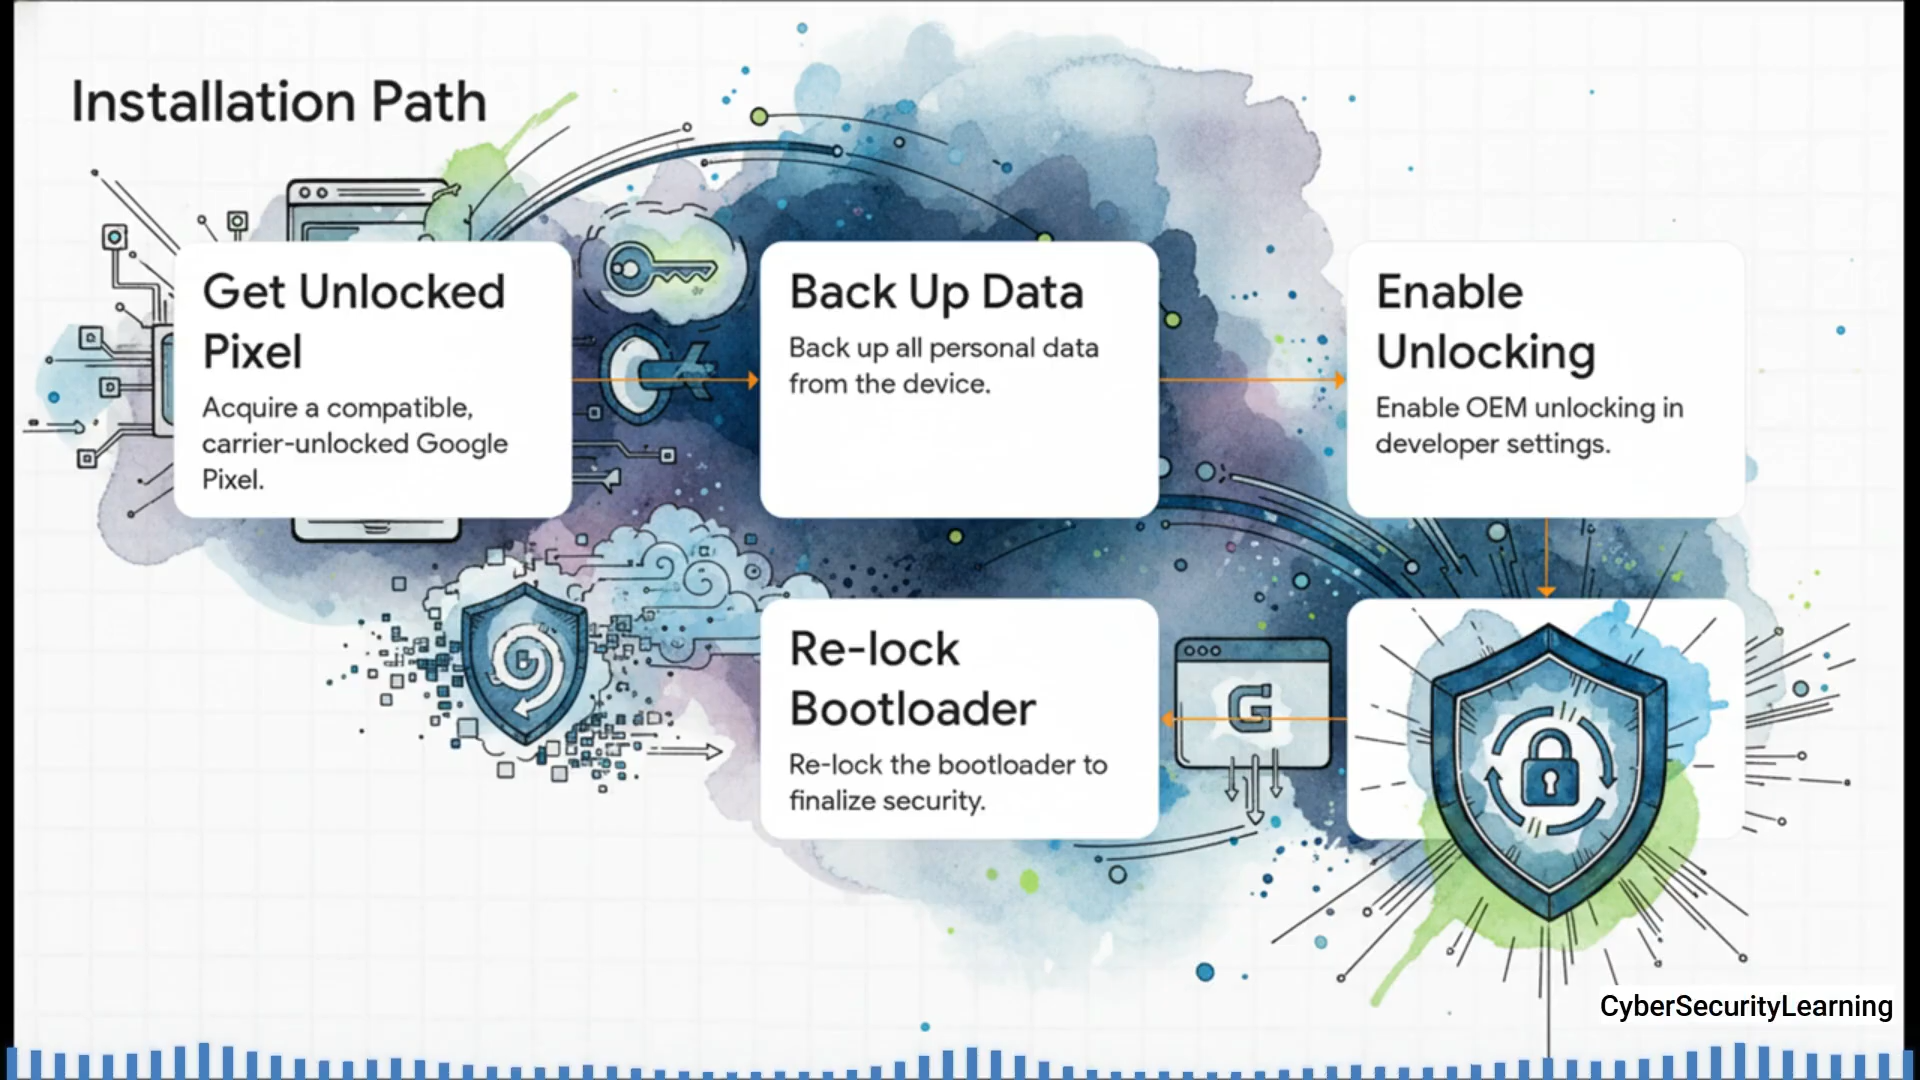 Installation Path
Get Unlocked
Pixel
Acquire a compatible,
carrier-unlocked Google
Pixel.
Back Up Data
Back up all personal data
from the device.
Enable
Unlocking
Enable OEM unlocking in
developer settings.
Re-lock
Bootloader
Re-lock the bootloader to
finalize security.
G
CyberSecurityLearning